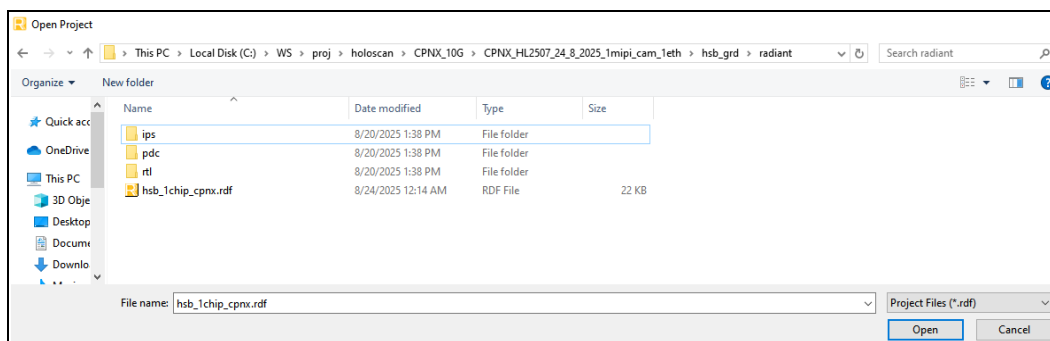 Open Project
This PC > Local Disk (C:) > WS > proj > holoscan > CPNX_10G > CPNX_HL2507_24_8_2025_1mipi_cam_1eth > hsb_grd > radiant
Search radiant
Organize
New folder
Name Date modified Type Size
Quick acc
OneDrive
This PC
3D Obje
Desktop
Docume
Downlo
ips 8/20/2025 1:38 PM File folder
pdc 8/20/2025 1:38 PM File folder
rtl 8/20/2025 1:38 PM File folder
hsb_1chip_cpnx.rdf 8/24/2025 12:14 AM RDF File 22 KB
File name: hsb_1chip_cpnx.rdf
Project Files (*.rdf)
Open Cancel